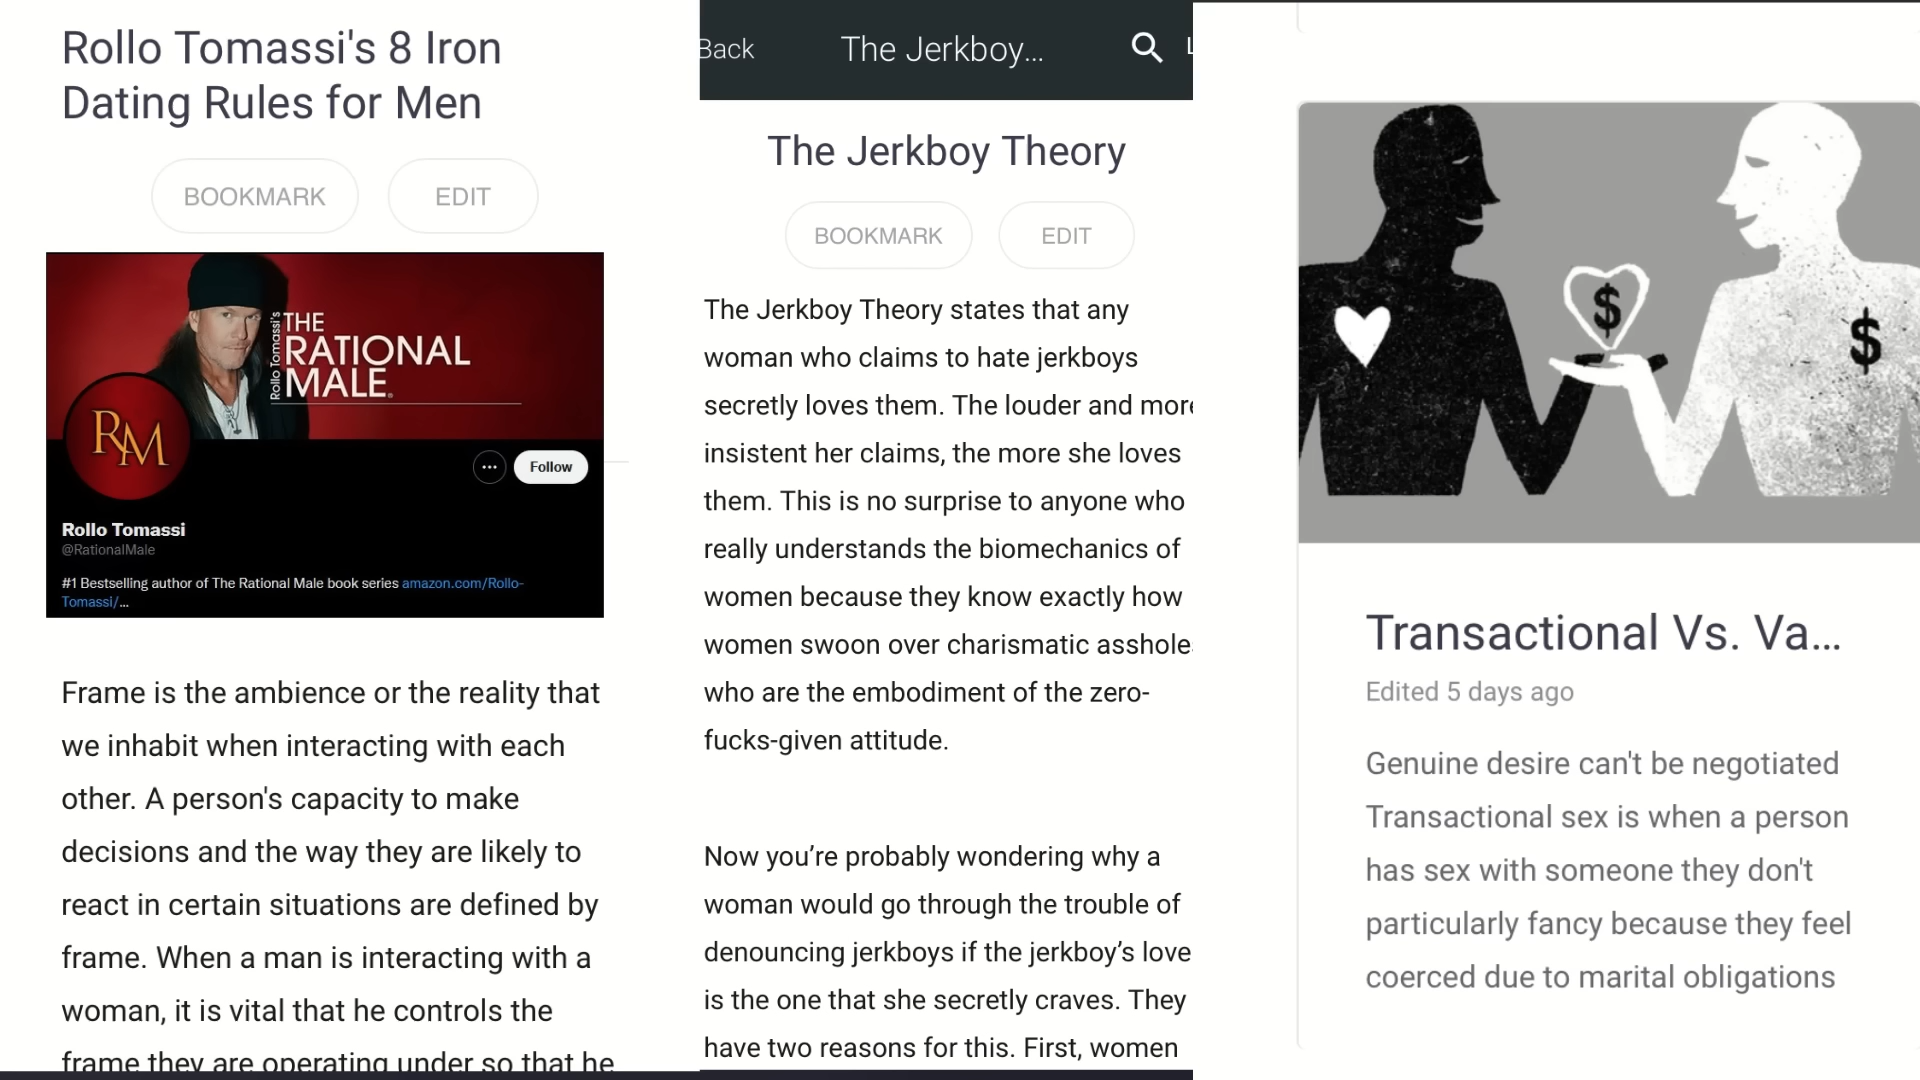 Rollo Tomassi's 8 Iron
Dating Rules for Men
BOOKMARK
EDIT
Rollo Tomassi's
THE
RATIONAL
MALE
RM
Follow
Rollo Tomassi
@RationalMale
#1 Bestselling author of The Rational Male book series amazon.com/Rollo-
Tomassi/...
Frame is the ambience or the reality that
we inhabit when interacting with each
other. A person's capacity to make
decisions and the way they are likely to
react in certain situations are defined by
frame. When a man is interacting with a
woman, it is vital that he controls the
frame they are operating under so that he
Back
The Jerkboy...
The Jerkboy Theory
BOOKMARK
EDIT
The Jerkboy Theory states that any
woman who claims to hate jerkboys
secretly loves them. The louder and more
insistent her claims, the more she loves
them. This is no surprise to anyone who
really understands the biomechanics of
women because they know exactly how
women swoon over charismatic assholes
who are the embodiment of the zero-
fucks-given attitude.
Now you’re probably wondering why a
woman would go through the trouble of
denouncing jerkboys if the jerkboy’s love
is the one that she secretly craves. They
have two reasons for this. First, women
$
$
Transactional Vs. Va...
Edited 5 days ago
Genuine desire can't be negotiated
Transactional sex is when a person
has sex with someone they don't
particularly fancy because they feel
coerced due to marital obligations